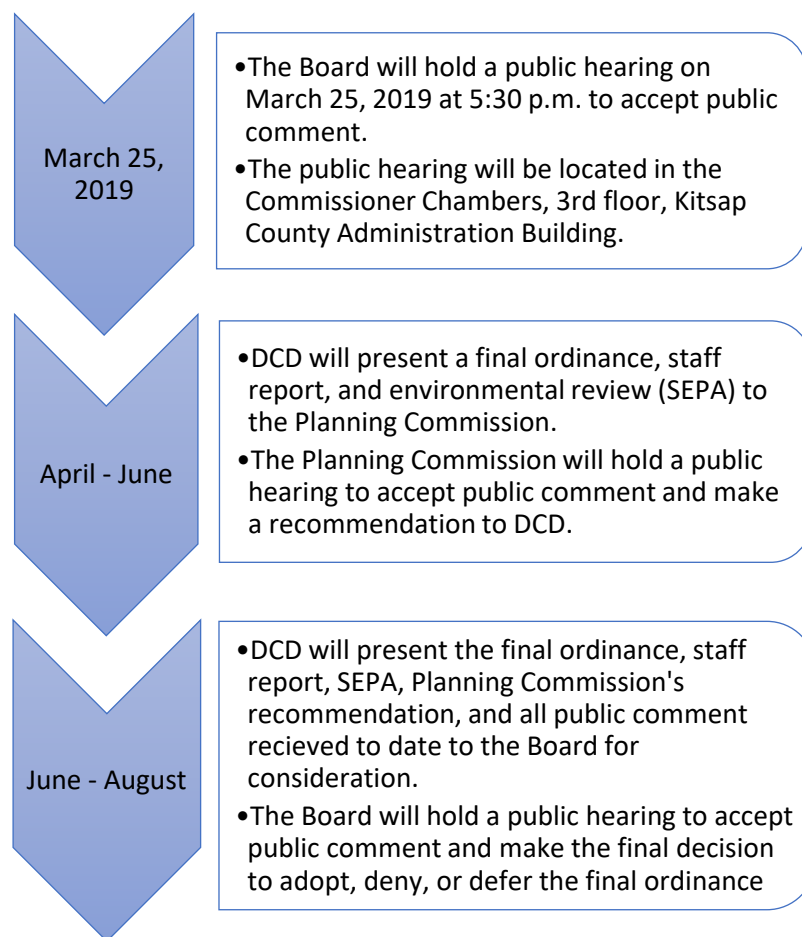 March 25,
2019
•The Board will hold a public hearing on
March 25, 2019 at 5:30 p.m. to accept public
comment.
•The public hearing will be located in the
Commissioner Chambers, 3rd floor, Kitsap
County Administration Building.
April - June
•DCD will present a final ordinance, staff
report, and environmental review (SEPA) to
the Planning Commission.
•The Planning Commission will hold a public
hearing to accept public comment and make
a recommendation to DCD.
June - August
•DCD will present the final ordinance, staff
report, SEPA, Planning Commission's
recommendation, and all public comment
recieved to date to the Board for
consideration.
•The Board will hold a public hearing to accept
public comment and make the final decision
to adopt, deny, or defer the final ordinance